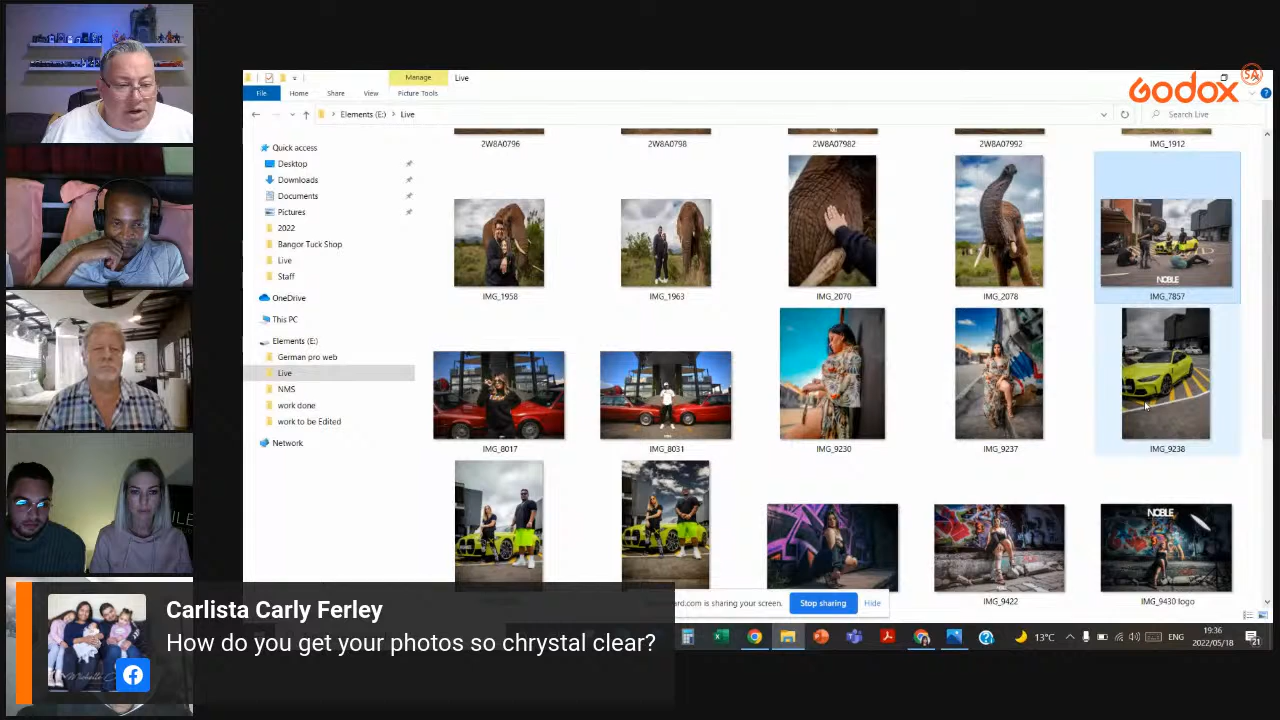 Manage
Live
File
Home
Share
View
Picture Tools
GODOX SA
Elements (E:) > Live
Search Live
Quick access
Desktop
Downloads
Documents
Pictures
2022
Bangor Tuck Shop
Live
Staff
OneDrive
This PC
Elements (E:)
German pro web
Live
NMS
work done
work to be Edited
Network
2W8A0796
2W8A0798
2W8A07982
2W8A07992
IMG_1912
NOBLE
IMG_1958
IMG_1963
IMG_2070
IMG_2078
IMG_7857
IMG_8017
IMG_8031
IMG_9230
IMG_9237
IMG_9238
NOBLE
IMG_9422
IMG_9430 logo
ard.com is sharing your screen.
Stop sharing
Hide
13°C
ENG
19:36
2022/05/18
21
Carlista Carly Ferley
How do you get your photos so chrystal clear?